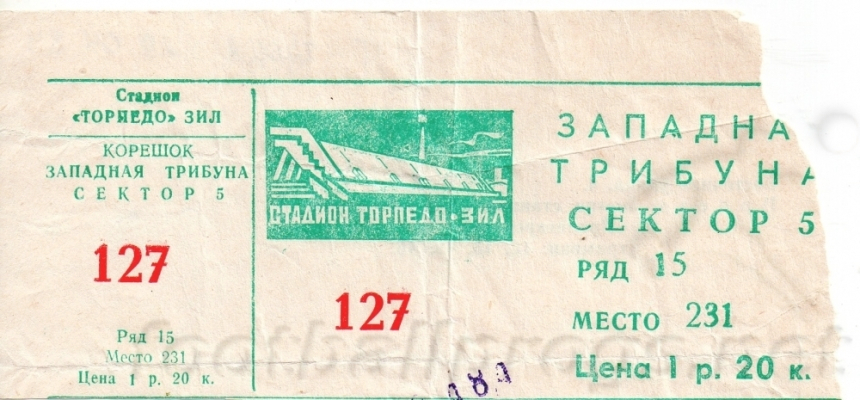 Стадион
«ТОРПЕДО» ЗИЛ
КОРЕШОК
ЗАПАДНАЯ ТРИБУНА
СЕКТОР 5
127
Ряд 15
Место 231
Цена 1 р. 20 к.
СТАДИОН ТОРПЕДО-ЗИЛ
127
ЗАПАДНА
ТРИБУНА
СЕКТОР 5
РЯД 15
МЕСТО 231
Цена 1 р. 20 к.